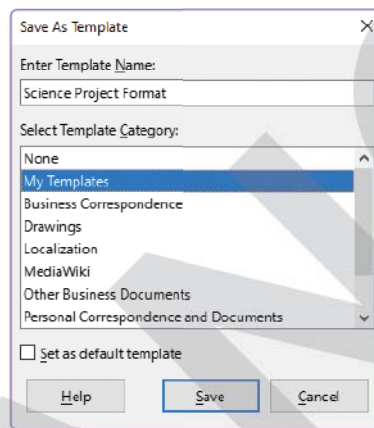 Save As Template
Enter Template Name:
Science Project Format
Select Template Category:
None
My Templates
Business Correspondence
Drawings
Localization
MediaWiki
Other Business Documents
Personal Correspondence and Documents
Set as default template
Help Save Cancel